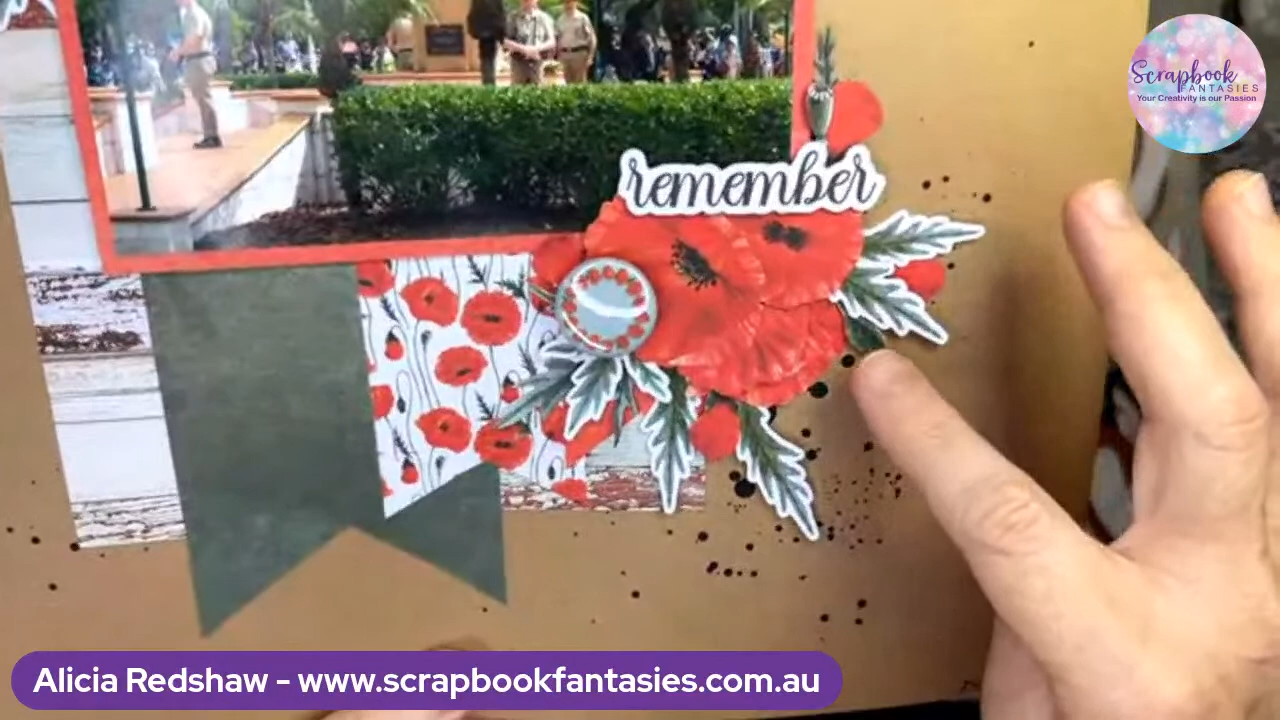 Scrapbook
FANTASIES
Your Creativity is our Passion
remember
Alicia Redshaw - www.scrapbookfantasies.com.au